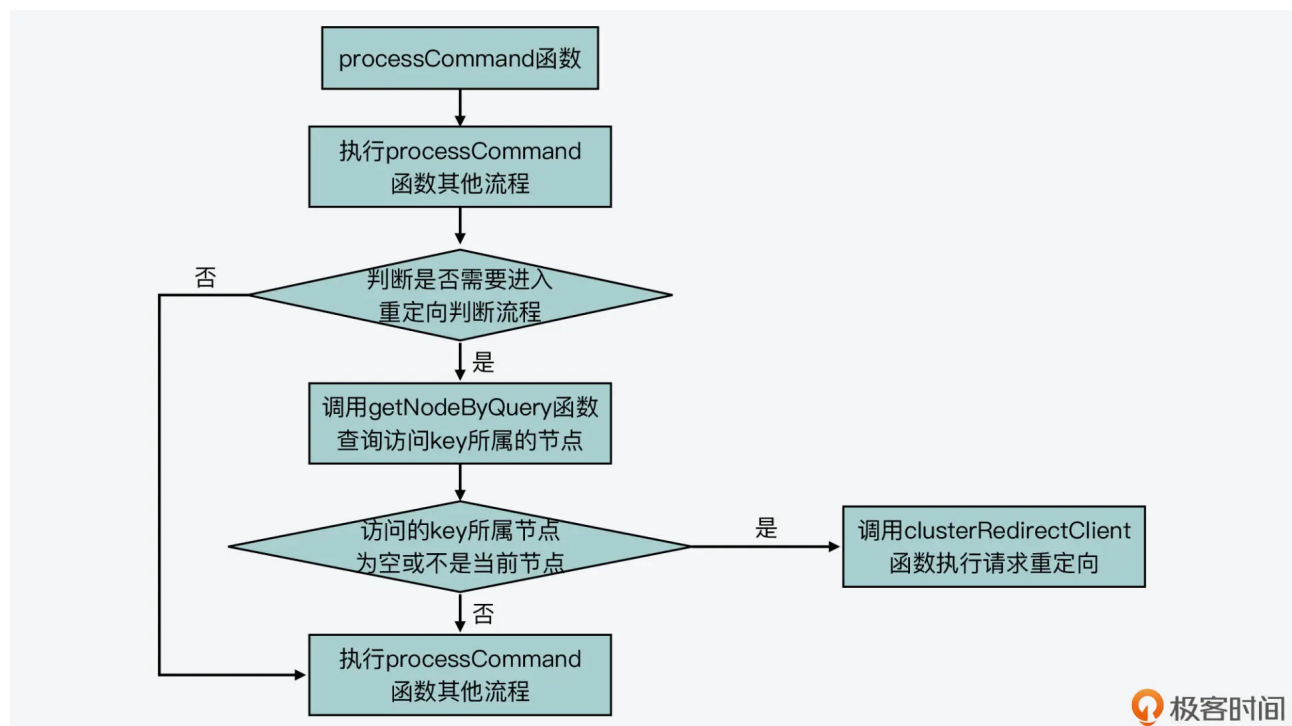 processCommand函数
执行processCommand
函数其他流程
否
判断是否需要进入
重定向判断流程
是
调用getNodeByQuery函数
查询访问key所属的节点
访问的key所属节点
为空或不是当前节点
是
调用clusterRedirectClient
函数执行请求重定向
否
执行processCommand
函数其他流程
极客时间